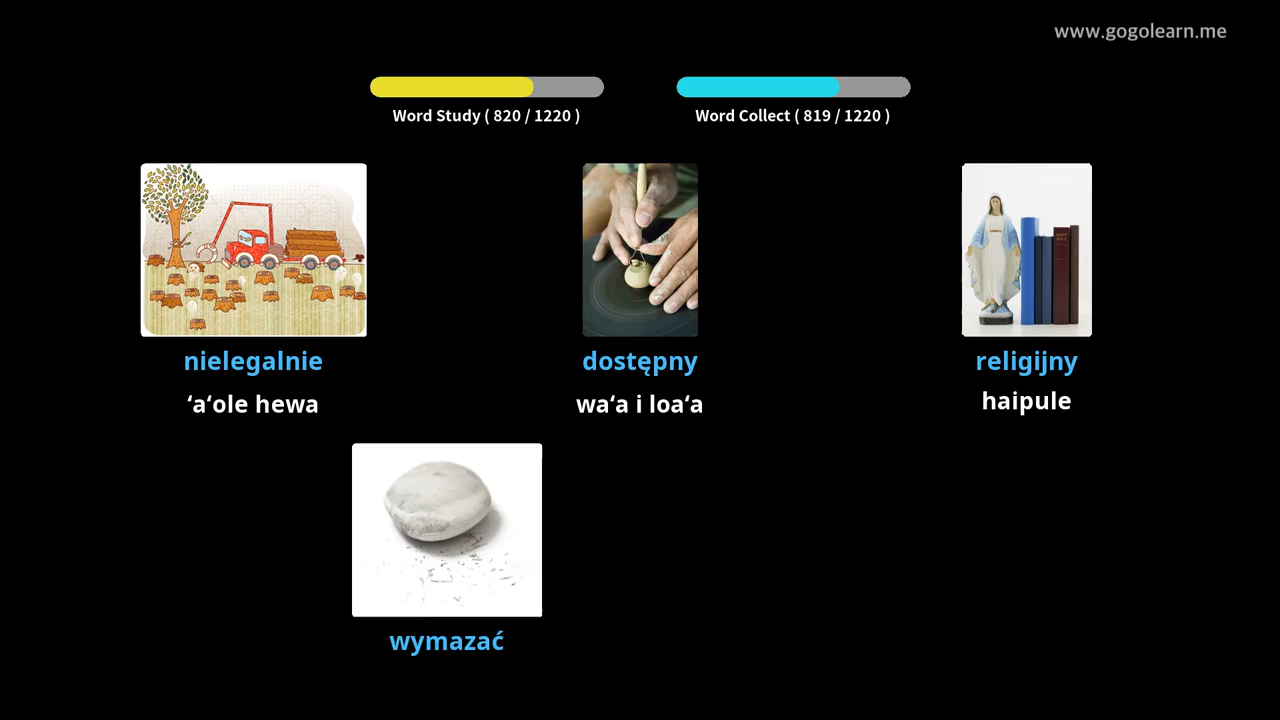 www.gogolearn.me
Word Study ( 820 / 1220 )
Word Collect ( 819 / 1220 )
nielegalnie
dostępny
religijny
ʻaʻole hewa
waʻa i loaʻa
haipule
wymazać